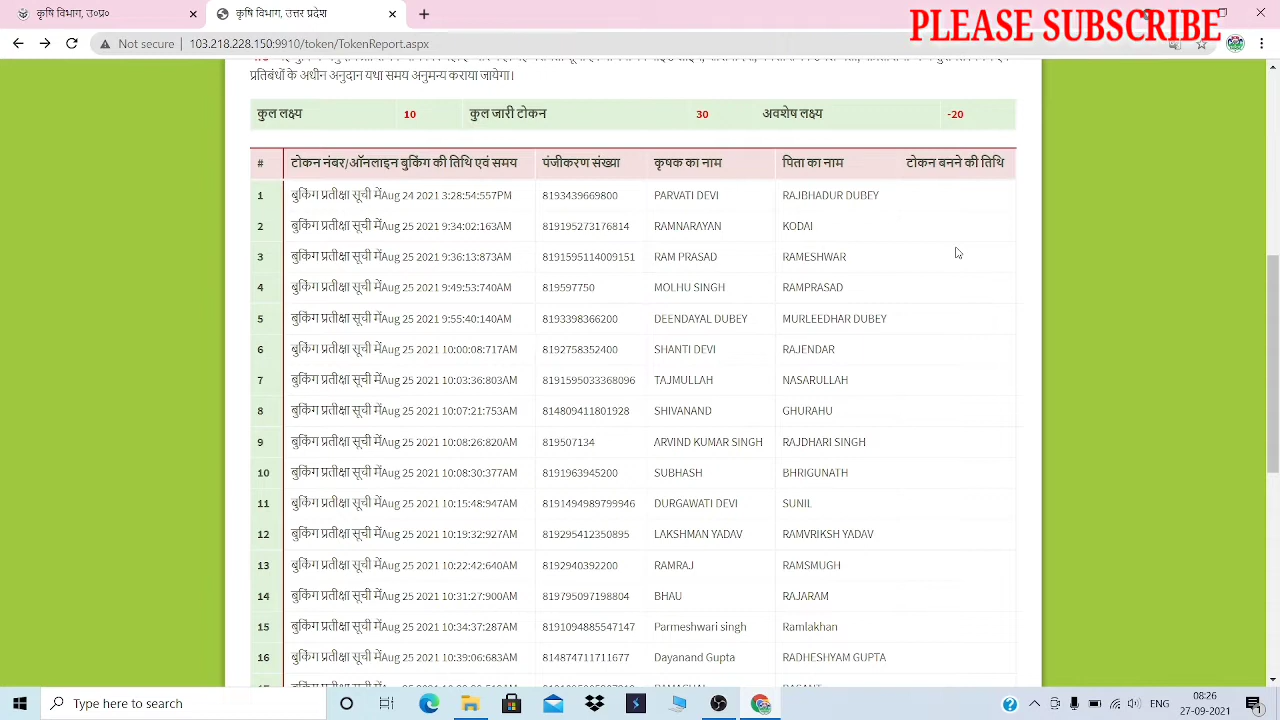 कृषि विभाग, उत्तर प्रदेश
PLEASE SUBSCRIBE
Not secure 103.98.228.150:8080/token/TokenReport.aspx
प्रतिबंधों के अधीन अनुदान यथा समय अनुमन्य कराया जायेगा।
कुल लक्ष्य 10 कुल जारी टोकन 30 अवशेष लक्ष्य -20
# टोकन नंबर/ऑनलाइन बुकिंग की तिथि एवं समय पंजीकरण संख्या कृषक का नाम पिता का नाम टोकन बनने की तिथि
1 बुकिंग प्रतीक्षा सूची मेंAug 24 2021 3:28:54:557PM 8193439669800 PARVATI DEVI RAJBHADUR DUBEY
2 बुकिंग प्रतीक्षा सूची मेंAug 25 2021 9:34:02:163AM 819195273176814 RAMNARAYAN KODAI
3 बुकिंग प्रतीक्षा सूची मेंAug 25 2021 9:36:13:873AM 8191595114009151 RAM PRASAD RAMESHWAR
4 बुकिंग प्रतीक्षा सूची मेंAug 25 2021 9:49:53:740AM 819597750 MOLHU SINGH RAMPRASAD
5 बुकिंग प्रतीक्षा सूची मेंAug 25 2021 9:55:40:140AM 8193398366200 DEENDAYAL DUBEY MURLEEDHAR DUBEY
6 बुकिंग प्रतीक्षा सूची मेंAug 25 2021 10:00:08:717AM 8192758352400 SHANTI DEVI RAJENDAR
7 बुकिंग प्रतीक्षा सूची मेंAug 25 2021 10:03:36:803AM 8191595033368096 TAJMULLAH NASARULLAH
8 बुकिंग प्रतीक्षा सूची मेंAug 25 2021 10:07:21:753AM 814809411801928 SHIVANAND GHURAHU
9 बुकिंग प्रतीक्षा सूची मेंAug 25 2021 10:08:26:820AM 819507134 ARVIND KUMAR SINGH RAJDHARI SINGH
10 बुकिंग प्रतीक्षा सूची मेंAug 25 2021 10:08:30:377AM 8191963945200 SUBHASH BHRIGUNATH
11 बुकिंग प्रतीक्षा सूची मेंAug 25 2021 10:15:48:947AM 8191494989799946 DURGAWATI DEVI SUNIL
12 बुकिंग प्रतीक्षा सूची मेंAug 25 2021 10:19:32:927AM 819295412350895 LAKSHMAN YADAV RAMVRIKSH YADAV
13 बुकिंग प्रतीक्षा सूची मेंAug 25 2021 10:22:42:640AM 8192940392200 RAMRAJ RAMSMUGH
14 बुकिंग प्रतीक्षा सूची मेंAug 25 2021 10:31:27:900AM 819795097198804 BHAU RAJARAM
15 बुकिंग प्रतीक्षा सूची मेंAug 25 2021 10:34:37:287AM 8191094885547147 Parmeshwari singh Ramlakhan
16 बुकिंग प्रतीक्षा सूची मेंAug 25 2021 10:39:06:683AM 814874711711677 Dayanand Gupta RADHESHYAM GUPTA
Type here to search ENG 08:26
27-09-2021